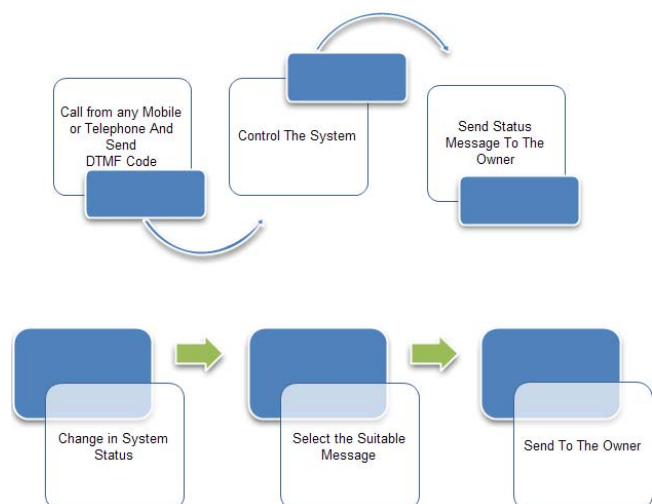 Call from any Mobile
or Telephone And
Send
DTMF Code
Control The System
Send Status
Message To The
Owner
Change in System
Status
Select the Suitable
Message
Send To The Owner